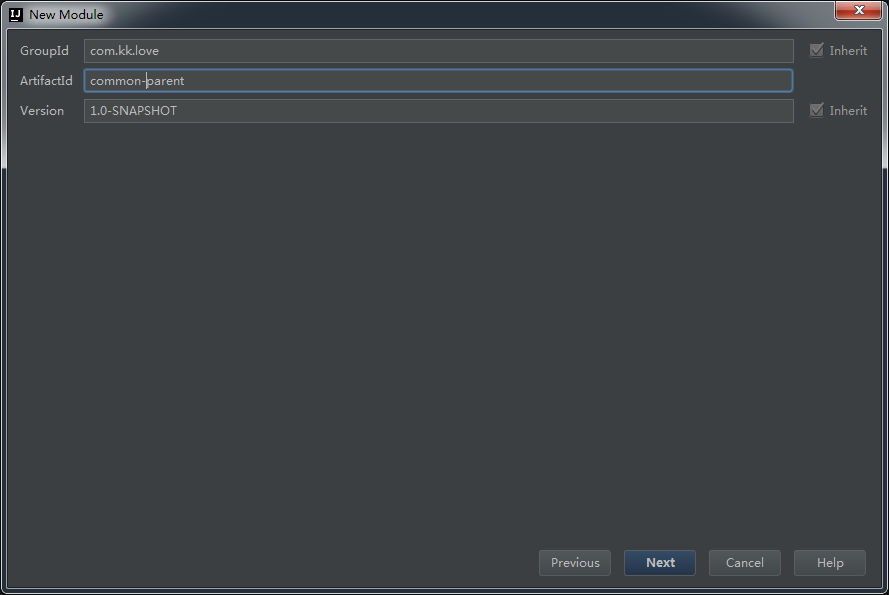 IJ New Module
GroupId com.kk.love Inherit
ArtifactId common-parent
Version 1.0-SNAPSHOT Inherit
Previous Next Cancel Help